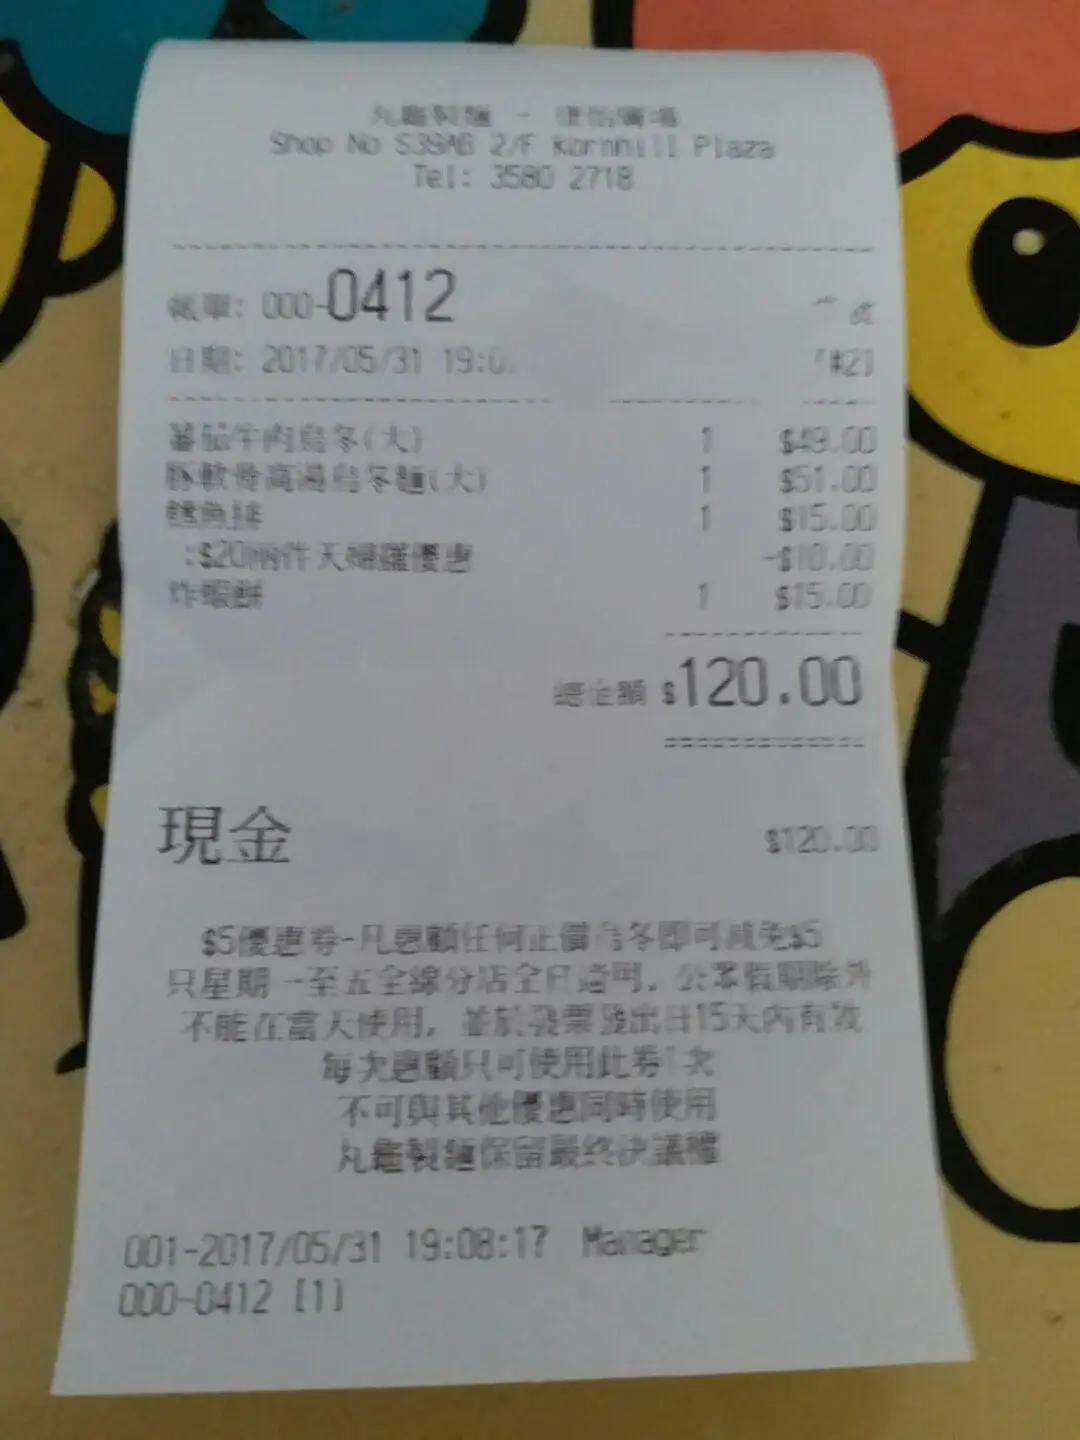 丸龜製麵 - 康怡廣場
Shop No S39AB 2/F Kornhill Plaza
Tel: 3580 2718
帳單: 000-0412
日期: 2017/05/31 19:0
[#2]
蕃茄牛肉烏冬(大) 1 $49.00
豚軟骨高湯烏冬麵(大) 1 $51.00
鱈魚排 1 $15.00
:$20兩件天婦羅優惠 -$10.00
炸蝦餅 1 $15.00
總金額 $120.00
現金 $120.00
$5優惠券-凡惠顧任何正價烏冬即可減免$5
只星期一至五全線分店全日適用, 公眾假期除外
不能在當天使用, 並於發票發出日15天內有效
每次惠顧只可使用此券1次
不可與其他優惠同時使用
丸龜製麵保留最終決議權
001-2017/05/31 19:08:17 Manager
000-0412 [1]